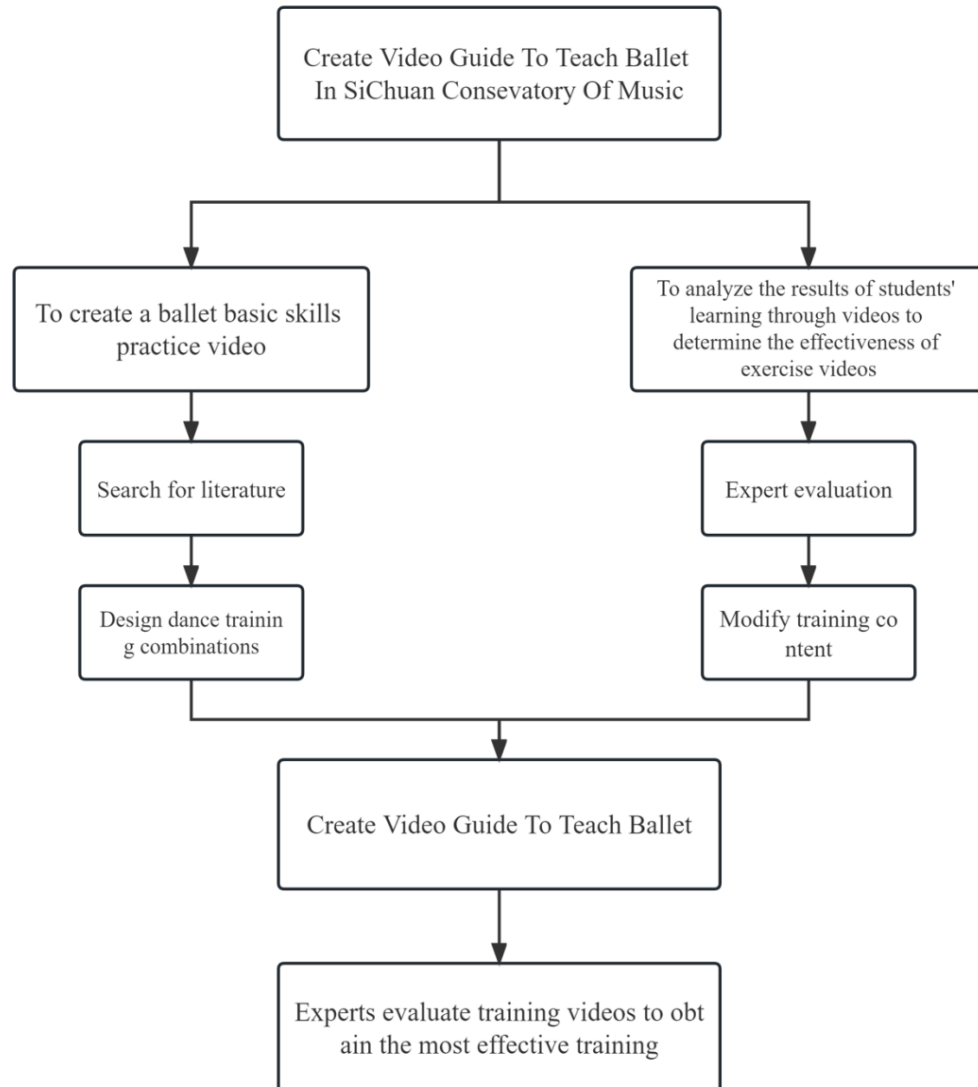 Create Video Guide To Teach Ballet
In SiChuan Consevatory Of Music
To create a ballet basic skills
practice video
To analyze the results of students'
learning through videos to
determine the effectiveness of
exercise videos
Search for literature
Expert evaluation
Design dance trainin
g combinations
Modify training co
ntent
Create Video Guide To Teach Ballet
Experts evaluate training videos to obt
ain the most effective training